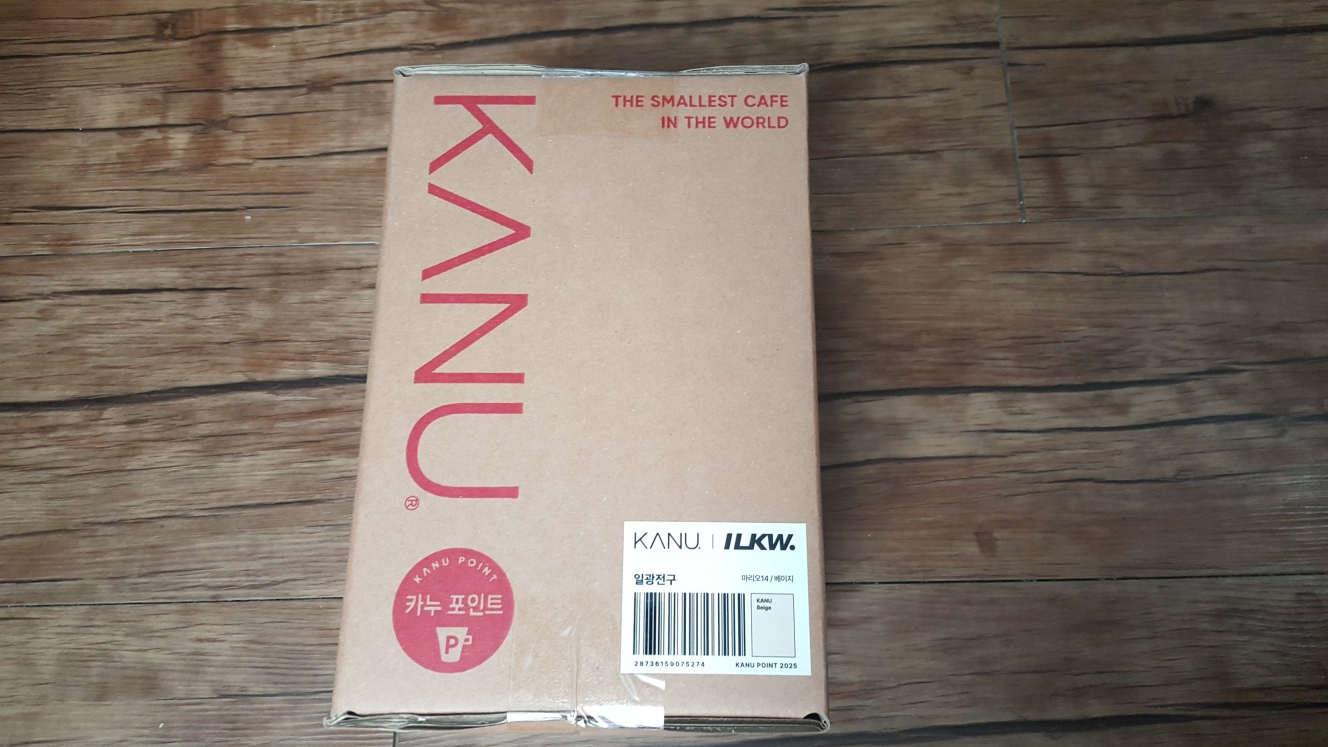 THE SMALLEST CAFE
IN THE WORLD
KANU®
KANU POINT
카누 포인트
P
KANU. | ILKW.
일광전구
마리오14 / 베이지
KANU
Beige
28736159075274
KANU POINT 2025